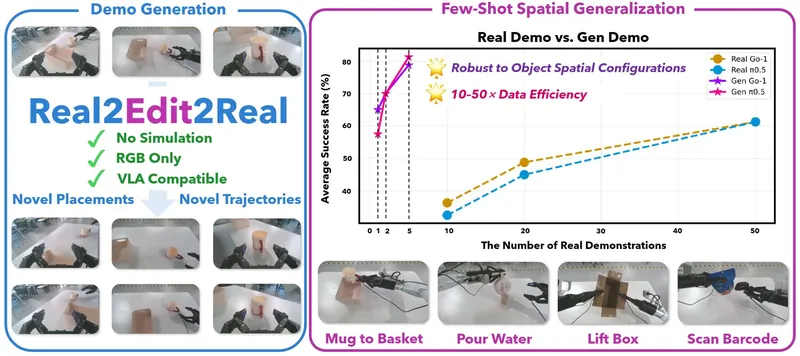 Demo Generation
Real2Edit2Real
No Simulation
RGB Only
VLA Compatible
Novel Placements
Novel Trajectories
Few-Shot Spatial Generalization
Real Demo vs. Gen Demo
Average Success Rate (%)
80
70
60
50
40
Robust to Object Spatial Configurations
10-50× Data Efficiency
Real Go-1
Real π0.5
Gen Go-1
Gen π0.5
0 1 2 5 10 20 30 40 50
The Number of Real Demonstrations
Mug to Basket
Pour Water
Lift Box
Scan Barcode